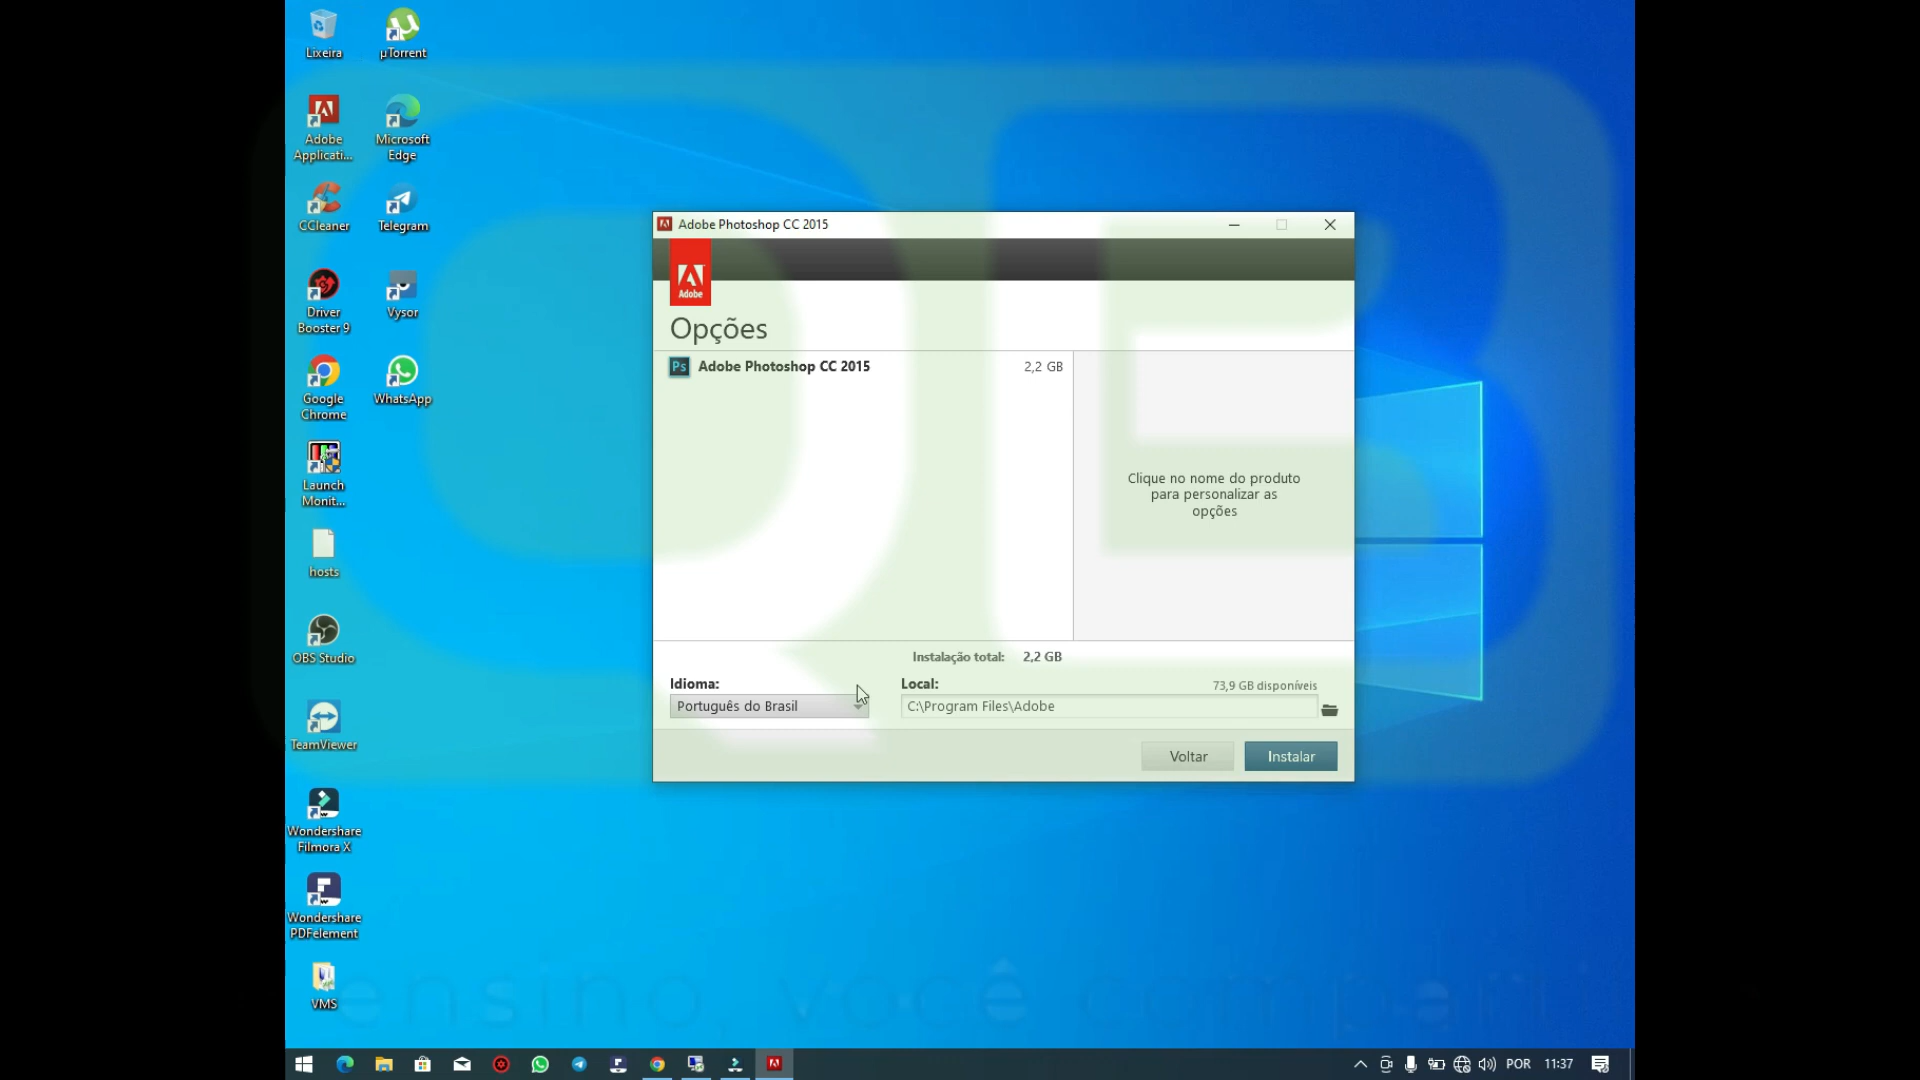 Lixeira
µTorrent
Adobe
Applicati...
Microsoft
Edge
CCleaner
Telegram
Driver
Booster 9
Vysor
Google
Chrome
WhatsApp
Launch
Monit...
hosts
OBS Studio
TeamViewer
Wondershare
Filmora X
Wondershare
PDFelement
VMS
Adobe Photoshop CC 2015
Adobe
Opções
Ps Adobe Photoshop CC 2015 2,2 GB
Clique no nome do produto
para personalizar as
opções
Instalação total: 2,2 GB
Idioma:
Português do Brasil
Local:
73,9 GB disponíveis
C:\Program Files\Adobe
Voltar
Instalar
ensino, você
POR 11:37